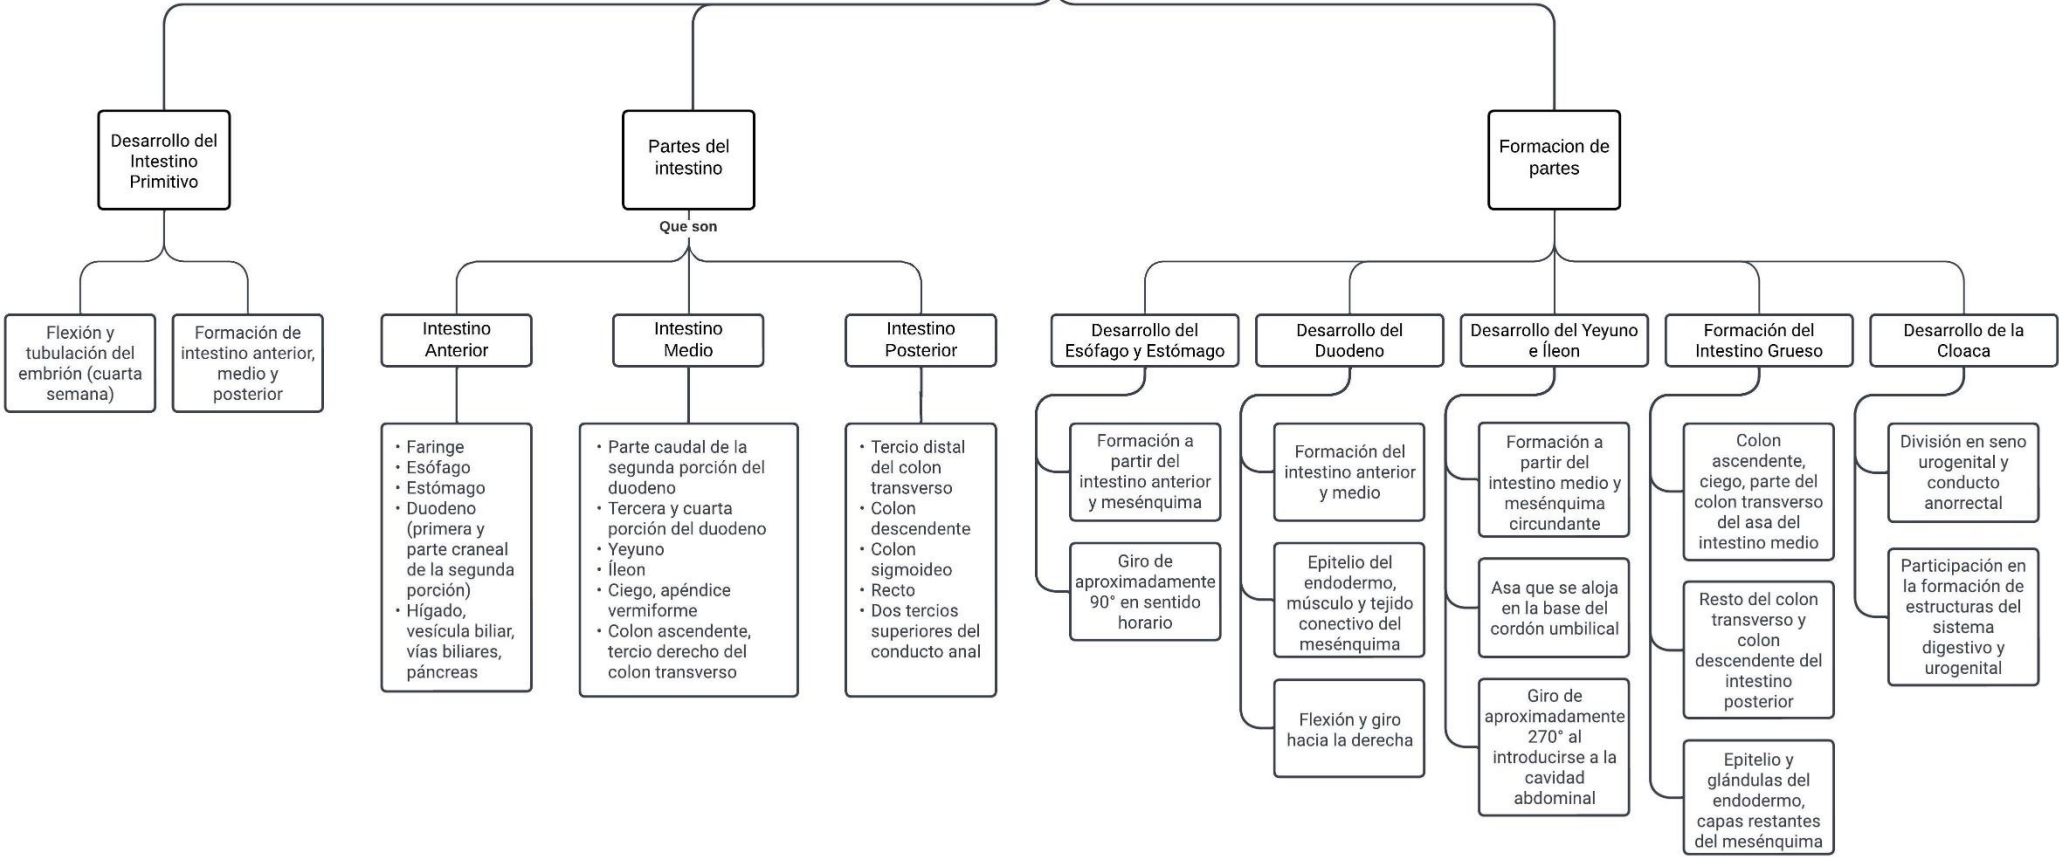 Desarrollo del
Intestino
Primitivo
Partes del
intestino
Formacion de
partes
Que son
Flexión y
tubulación del
embrión (cuarta
semana)
Formación de
intestino anterior,
medio y
posterior
Intestino
Anterior
Intestino
Medio
Intestino
Posterior
Desarrollo del
Esófago y Estómago
Desarrollo del
Duodeno
Desarrollo del Yeyuno
e Íleon
Formación del
Intestino Grueso
Desarrollo de la
Cloaca
• Faringe
• Esófago
• Estómago
• Duodeno
(primera y
parte craneal
de la segunda
porción)
• Hígado,
vesícula biliar,
vías biliares,
páncreas
• Parte caudal de la
segunda porción del
duodeno
• Tercera y cuarta
porción del duodeno
• Yeyuno
• Íleon
• Ciego, apéndice
vermiforme
• Colon ascendente,
tercio derecho del
colon transverso
• Tercio distal
del colon
transverso
• Colon
descendente
• Colon
sigmoideo
• Recto
• Dos tercios
superiores del
conducto anal
Formación a
partir del
intestino anterior
y mesénquima
Giro de
aproximadamente
90° en sentido
horario
Formación del
intestino anterior
y medio
Epitelio del
endodermo,
músculo y tejido
conectivo del
mesénquima
Flexión y giro
hacia la derecha
Formación a
partir del
intestino medio y
mesénquima
circundante
Asa que se aloja
en la base del
cordón umbilical
Giro de
aproximadamente
270° al
introducirse a la
cavidad
abdominal
Colon
ascendente,
ciego, parte del
colon transverso
del asa del
intestino medio
Resto del colon
transverso y
colon
descendente del
intestino
posterior
Epitelio y
glándulas del
endodermo,
capas restantes
del mesénquima
División en seno
urogenital y
conducto
anorrectal
Participación en
la formación de
estructuras del
sistema
digestivo y
urogenital